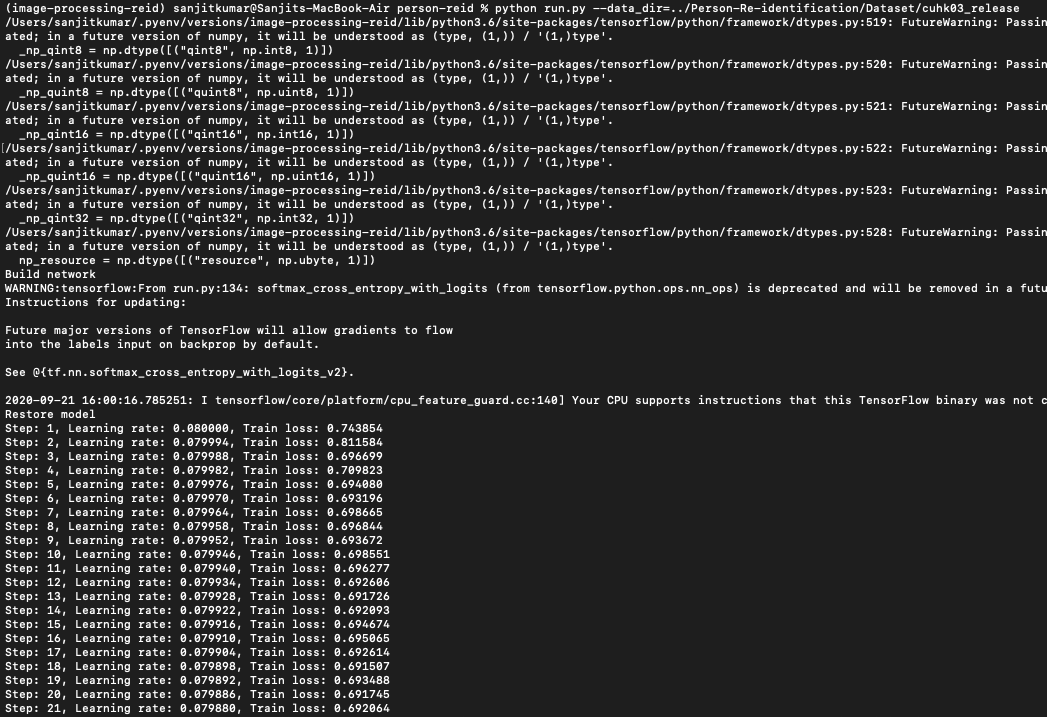 (image-processing-reid) sanjitkumar@Sanjits-MacBook-Air person-reid % python run.py --data_dir=../Person-Re-identification/Dataset/cuhk03_release
/Users/sanjitkumar/.pyenv/versions/image-processing-reid/lib/python3.6/site-packages/tensorflow/python/framework/dtypes.py:519: FutureWarning: Passin
ated; in a future version of numpy, it will be understood as (type, (1,)) / '(1,)type'.
  _np_qint8 = np.dtype([("qint8", np.int8, 1)])
/Users/sanjitkumar/.pyenv/versions/image-processing-reid/lib/python3.6/site-packages/tensorflow/python/framework/dtypes.py:520: FutureWarning: Passin
ated; in a future version of numpy, it will be understood as (type, (1,)) / '(1,)type'.
  _np_quint8 = np.dtype([("quint8", np.uint8, 1)])
/Users/sanjitkumar/.pyenv/versions/image-processing-reid/lib/python3.6/site-packages/tensorflow/python/framework/dtypes.py:521: FutureWarning: Passin
ated; in a future version of numpy, it will be understood as (type, (1,)) / '(1,)type'.
  _np_qint16 = np.dtype([("qint16", np.int16, 1)])
[/Users/sanjitkumar/.pyenv/versions/image-processing-reid/lib/python3.6/site-packages/tensorflow/python/framework/dtypes.py:522: FutureWarning: Passin
ated; in a future version of numpy, it will be understood as (type, (1,)) / '(1,)type'.
  _np_quint16 = np.dtype([("quint16", np.uint16, 1)])
/Users/sanjitkumar/.pyenv/versions/image-processing-reid/lib/python3.6/site-packages/tensorflow/python/framework/dtypes.py:523: FutureWarning: Passin
ated; in a future version of numpy, it will be understood as (type, (1,)) / '(1,)type'.
  _np_qint32 = np.dtype([("qint32", np.int32, 1)])
/Users/sanjitkumar/.pyenv/versions/image-processing-reid/lib/python3.6/site-packages/tensorflow/python/framework/dtypes.py:528: FutureWarning: Passin
ated; in a future version of numpy, it will be understood as (type, (1,)) / '(1,)type'.
  np_resource = np.dtype([("resource", np.ubyte, 1)])
Build network
WARNING:tensorflow:From run.py:134: softmax_cross_entropy_with_logits (from tensorflow.python.ops.nn_ops) is deprecated and will be removed in a futu
Instructions for updating:

Future major versions of TensorFlow will allow gradients to flow
into the labels input on backprop by default.

See @{tf.nn.softmax_cross_entropy_with_logits_v2}.

2020-09-21 16:00:16.785251: I tensorflow/core/platform/cpu_feature_guard.cc:140] Your CPU supports instructions that this TensorFlow binary was not c
Restore model
Step: 1, Learning rate: 0.080000, Train loss: 0.743854
Step: 2, Learning rate: 0.079994, Train loss: 0.811584
Step: 3, Learning rate: 0.079988, Train loss: 0.696699
Step: 4, Learning rate: 0.079982, Train loss: 0.709823
Step: 5, Learning rate: 0.079976, Train loss: 0.694080
Step: 6, Learning rate: 0.079970, Train loss: 0.693196
Step: 7, Learning rate: 0.079964, Train loss: 0.698665
Step: 8, Learning rate: 0.079958, Train loss: 0.696844
Step: 9, Learning rate: 0.079952, Train loss: 0.693672
Step: 10, Learning rate: 0.079946, Train loss: 0.698551
Step: 11, Learning rate: 0.079940, Train loss: 0.696277
Step: 12, Learning rate: 0.079934, Train loss: 0.692606
Step: 13, Learning rate: 0.079928, Train loss: 0.691726
Step: 14, Learning rate: 0.079922, Train loss: 0.692093
Step: 15, Learning rate: 0.079916, Train loss: 0.694674
Step: 16, Learning rate: 0.079910, Train loss: 0.695065
Step: 17, Learning rate: 0.079904, Train loss: 0.692614
Step: 18, Learning rate: 0.079898, Train loss: 0.691507
Step: 19, Learning rate: 0.079892, Train loss: 0.693488
Step: 20, Learning rate: 0.079886, Train loss: 0.691745
Step: 21, Learning rate: 0.079880, Train loss: 0.692064